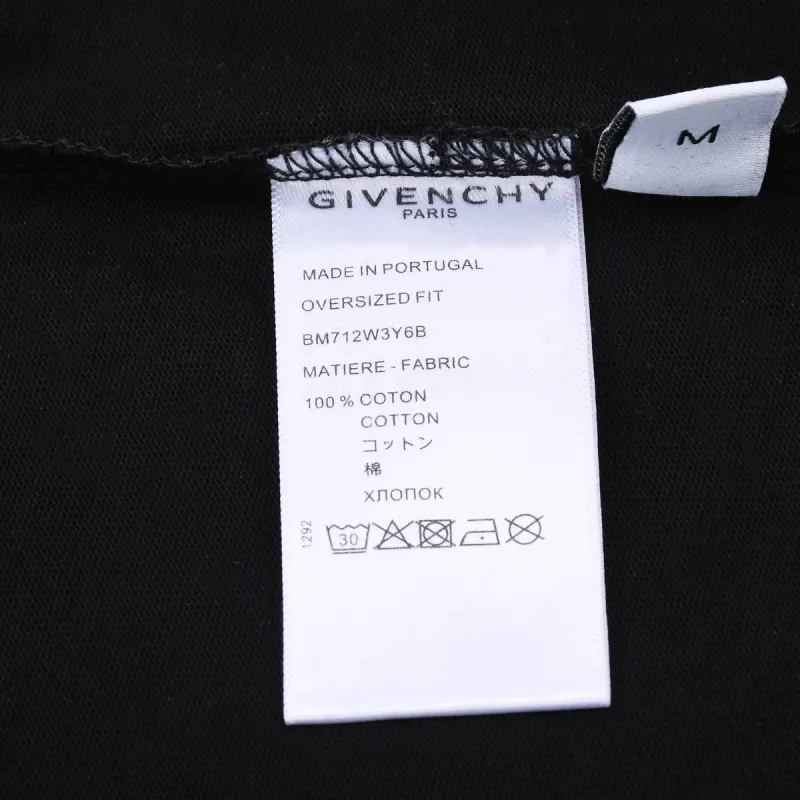 M
GIVENCHY
PARIS
MADE IN PORTUGAL
OVERSIZED FIT
BM712W3Y6B
MATIERE - FABRIC
100 % COTON
COTTON
コットン
棉
ХЛОПОК
1292
30